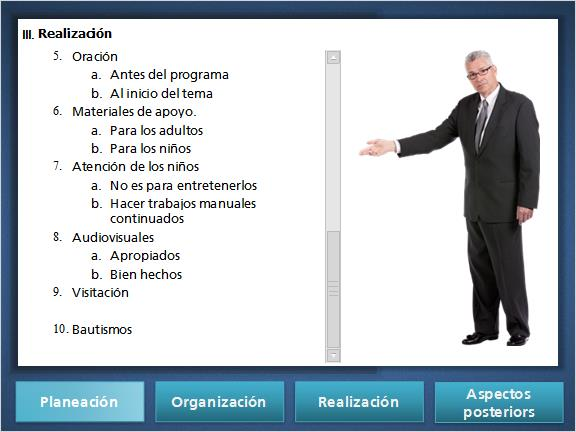 III. Realización
5. Oración
a. Antes del programa
b. Al inicio del tema
6. Materiales de apoyo.
a. Para los adultos
b. Para los niños
7. Atención de los niños
a. No es para entretenerlos
b. Hacer trabajos manuales
continuados
8. Audiovisuales
a. Apropiados
b. Bien hechos
9. Visitación
10. Bautismos
Planeación
Organización
Realización
Aspectos
posteriors